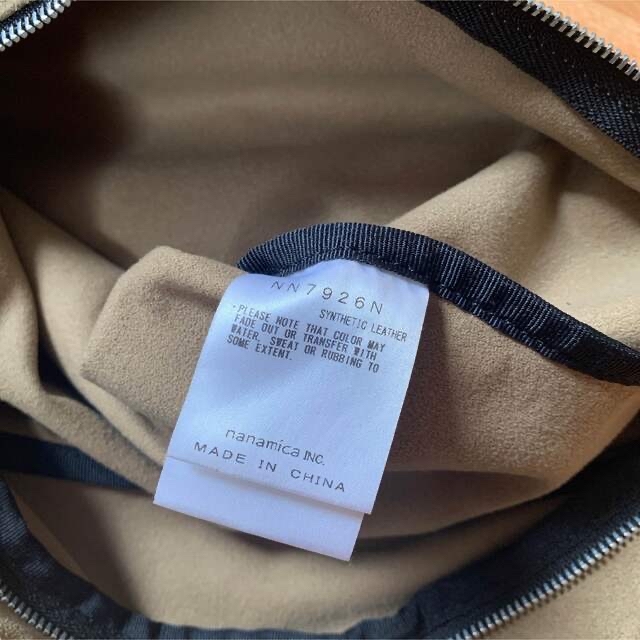 NN7926N
SYNTHETIC LEATHER
·PLEASE NOTE THAT COLOR MAY
FADE OUT OR TRANSFER WITH
WATER, SWEAT OR RUBBING TO
SOME EXTENT.
nanamica INC.
MADE IN CHINA